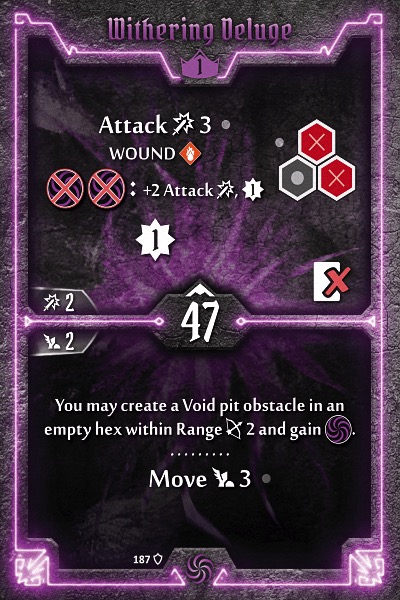 Withering Deluge
1
Attack 3
WOUND
: +2 Attack, 1
1
2
47
2
You may create a Void pit obstacle in an
empty hex within Range 2 and gain .
.........
Move 3
187